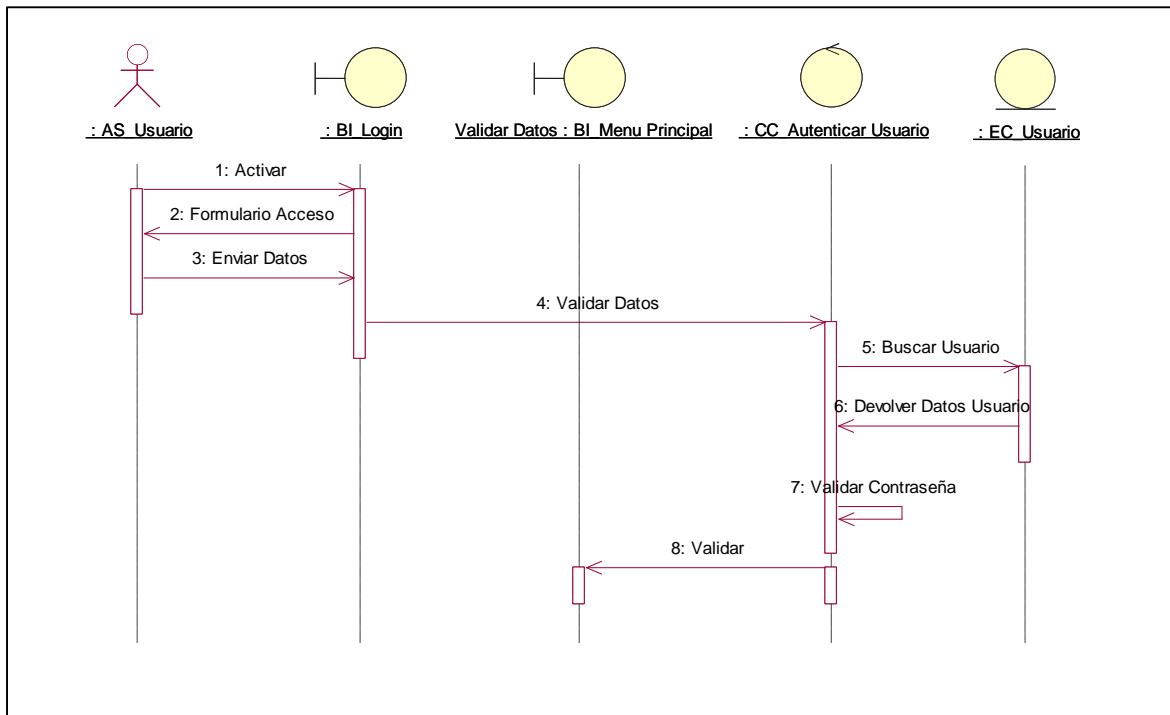 : AS_Usuario
: BI_Login
Validar Datos : BI_Menu Principal
: CC_Autenticar Usuario
: EC_Usuario
1: Activar
2: Formulario Acceso
3: Enviar Datos
4: Validar Datos
5: Buscar Usuario
6: Devolver Datos Usuario
7: Validar Contraseña
8: Validar